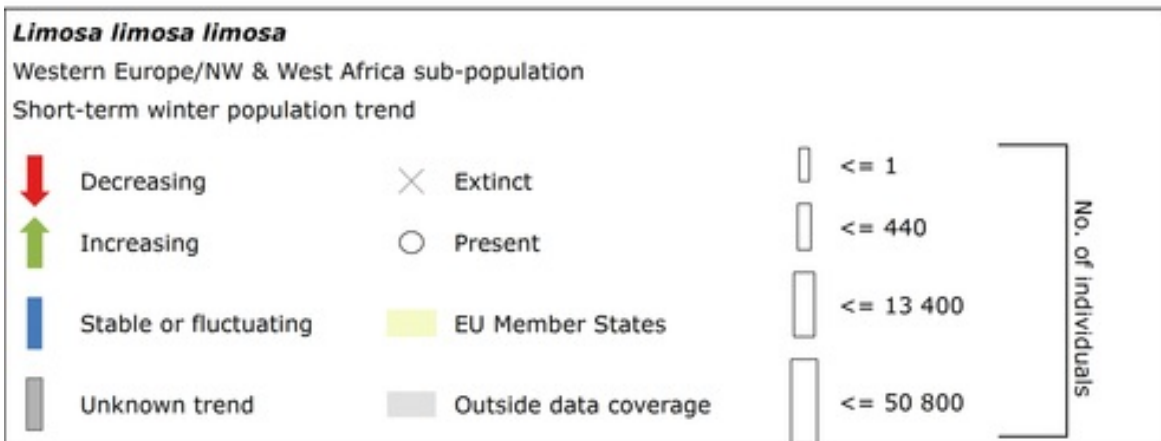 Limosa limosa limosa
Western Europe/NW & West Africa sub-population
Short-term winter population trend
Decreasing
Increasing
Stable or fluctuating
Unknown trend
Extinct
Present
EU Member States
Outside data coverage
<= 1
<= 440
<= 13 400
<= 50 800
No. of individuals